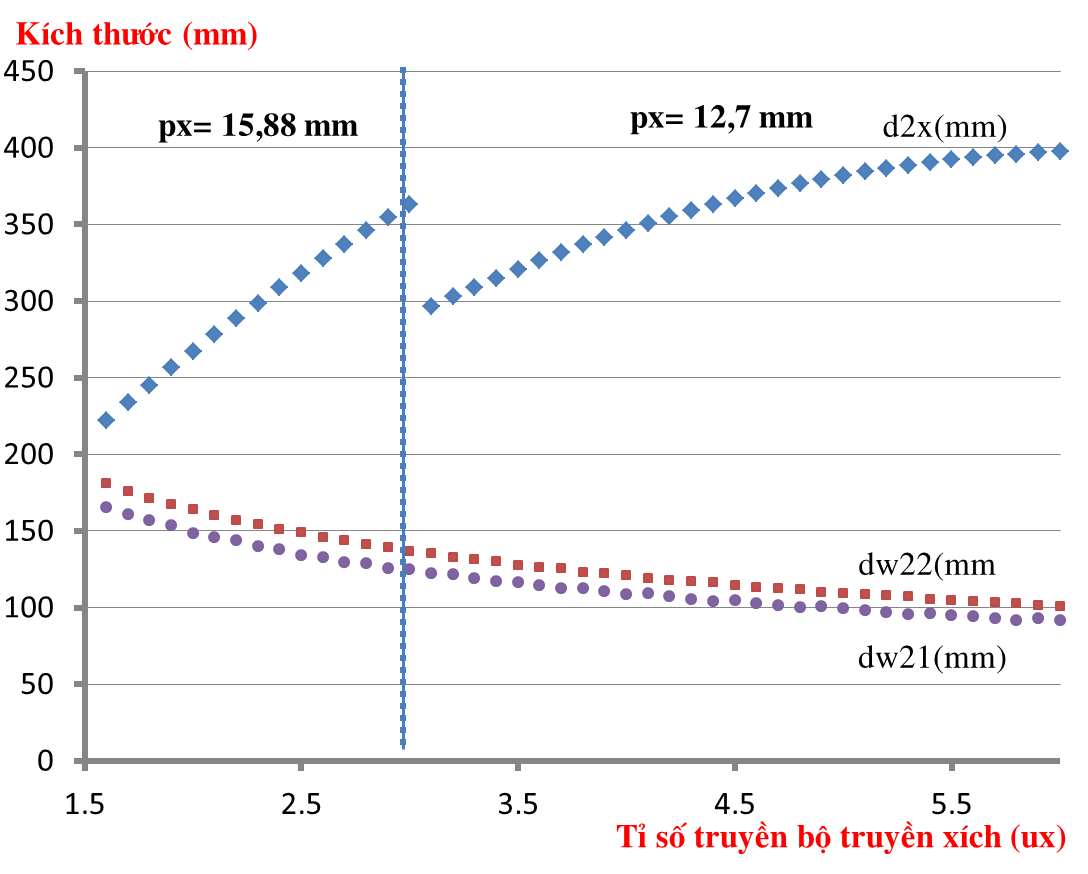 Kích thước (mm)
450
px= 15,88 mm
px= 12,7 mm
d2x(mm)
400
350
300
250
200
150
dw22(mm
100
dw21(mm)
50
0
1.5 2.5 3.5 4.5 5.5
Tỉ số truyền bộ truyền xích (ux)